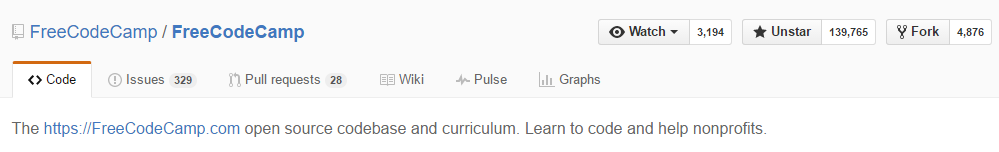 FreeCodeCamp / FreeCodeCamp Watch 3,194 Unstar 139,765 Fork 4,876
Code Issues 329 Pull requests 28 Wiki Pulse Graphs
The https://FreeCodeCamp.com open source codebase and curriculum. Learn to code and help nonprofits.